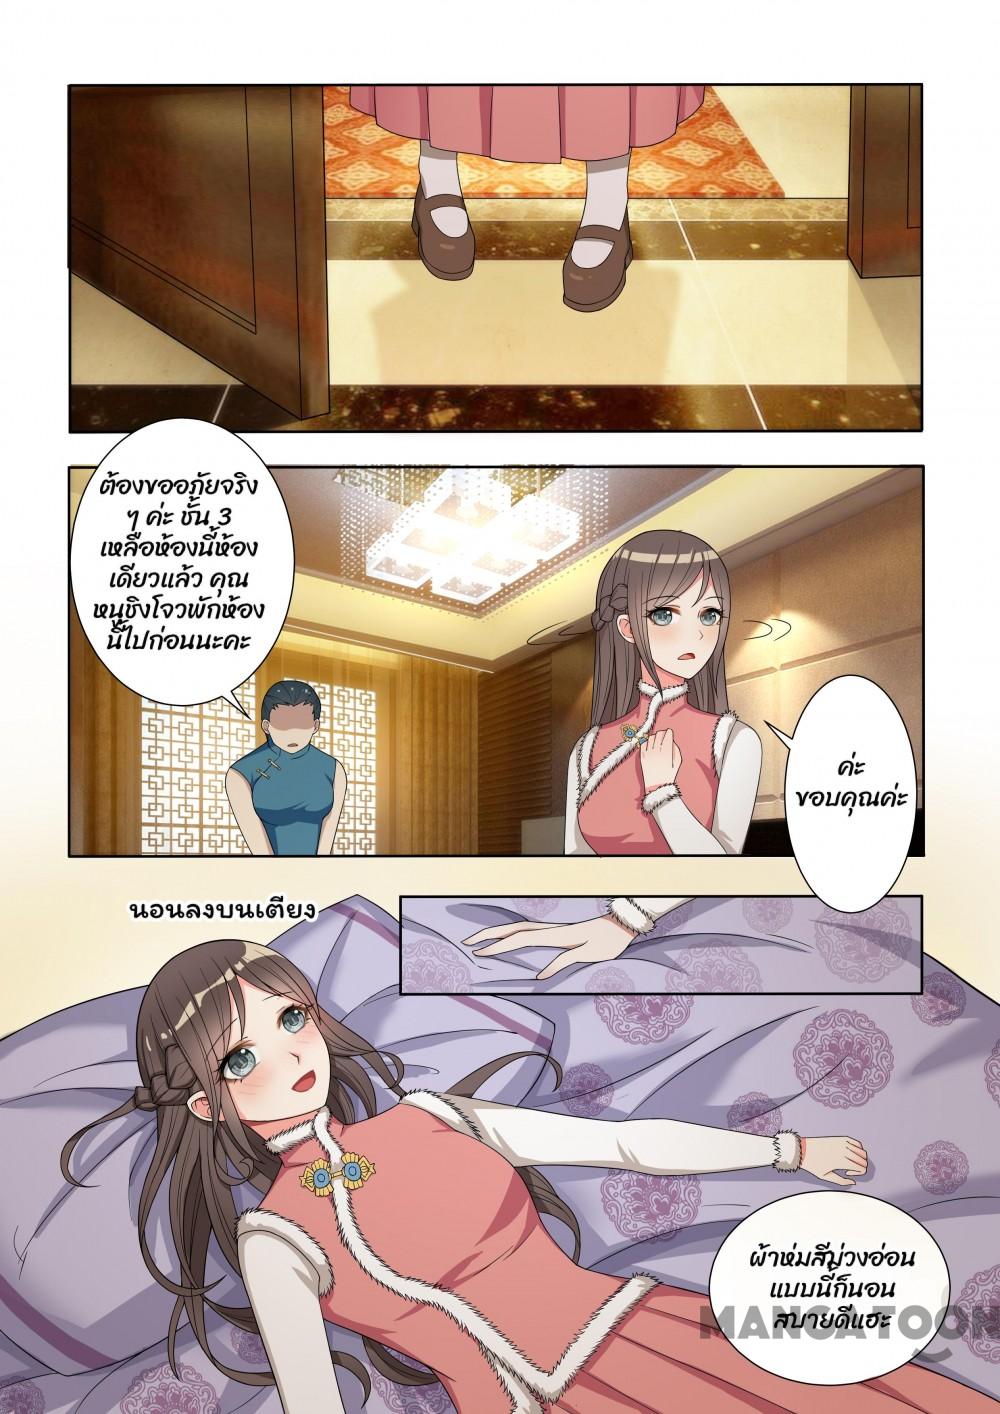 ต้องขออภัยจริง
ๆ ค่ะ ชั้น 3
เหลือห้องนี้ห้อง
เดียวแล้ว คุณ
หนูชิงโจวพักห้อง
นี้ไปก่อนนะคะ
ค่ะ
ขอบคุณค่ะ
นอนลงบนเตียง
ผ้าห่มสีม่วงอ่อน
แบบนี้ก็นอน
สบายดีแฮะ
MANGATOON